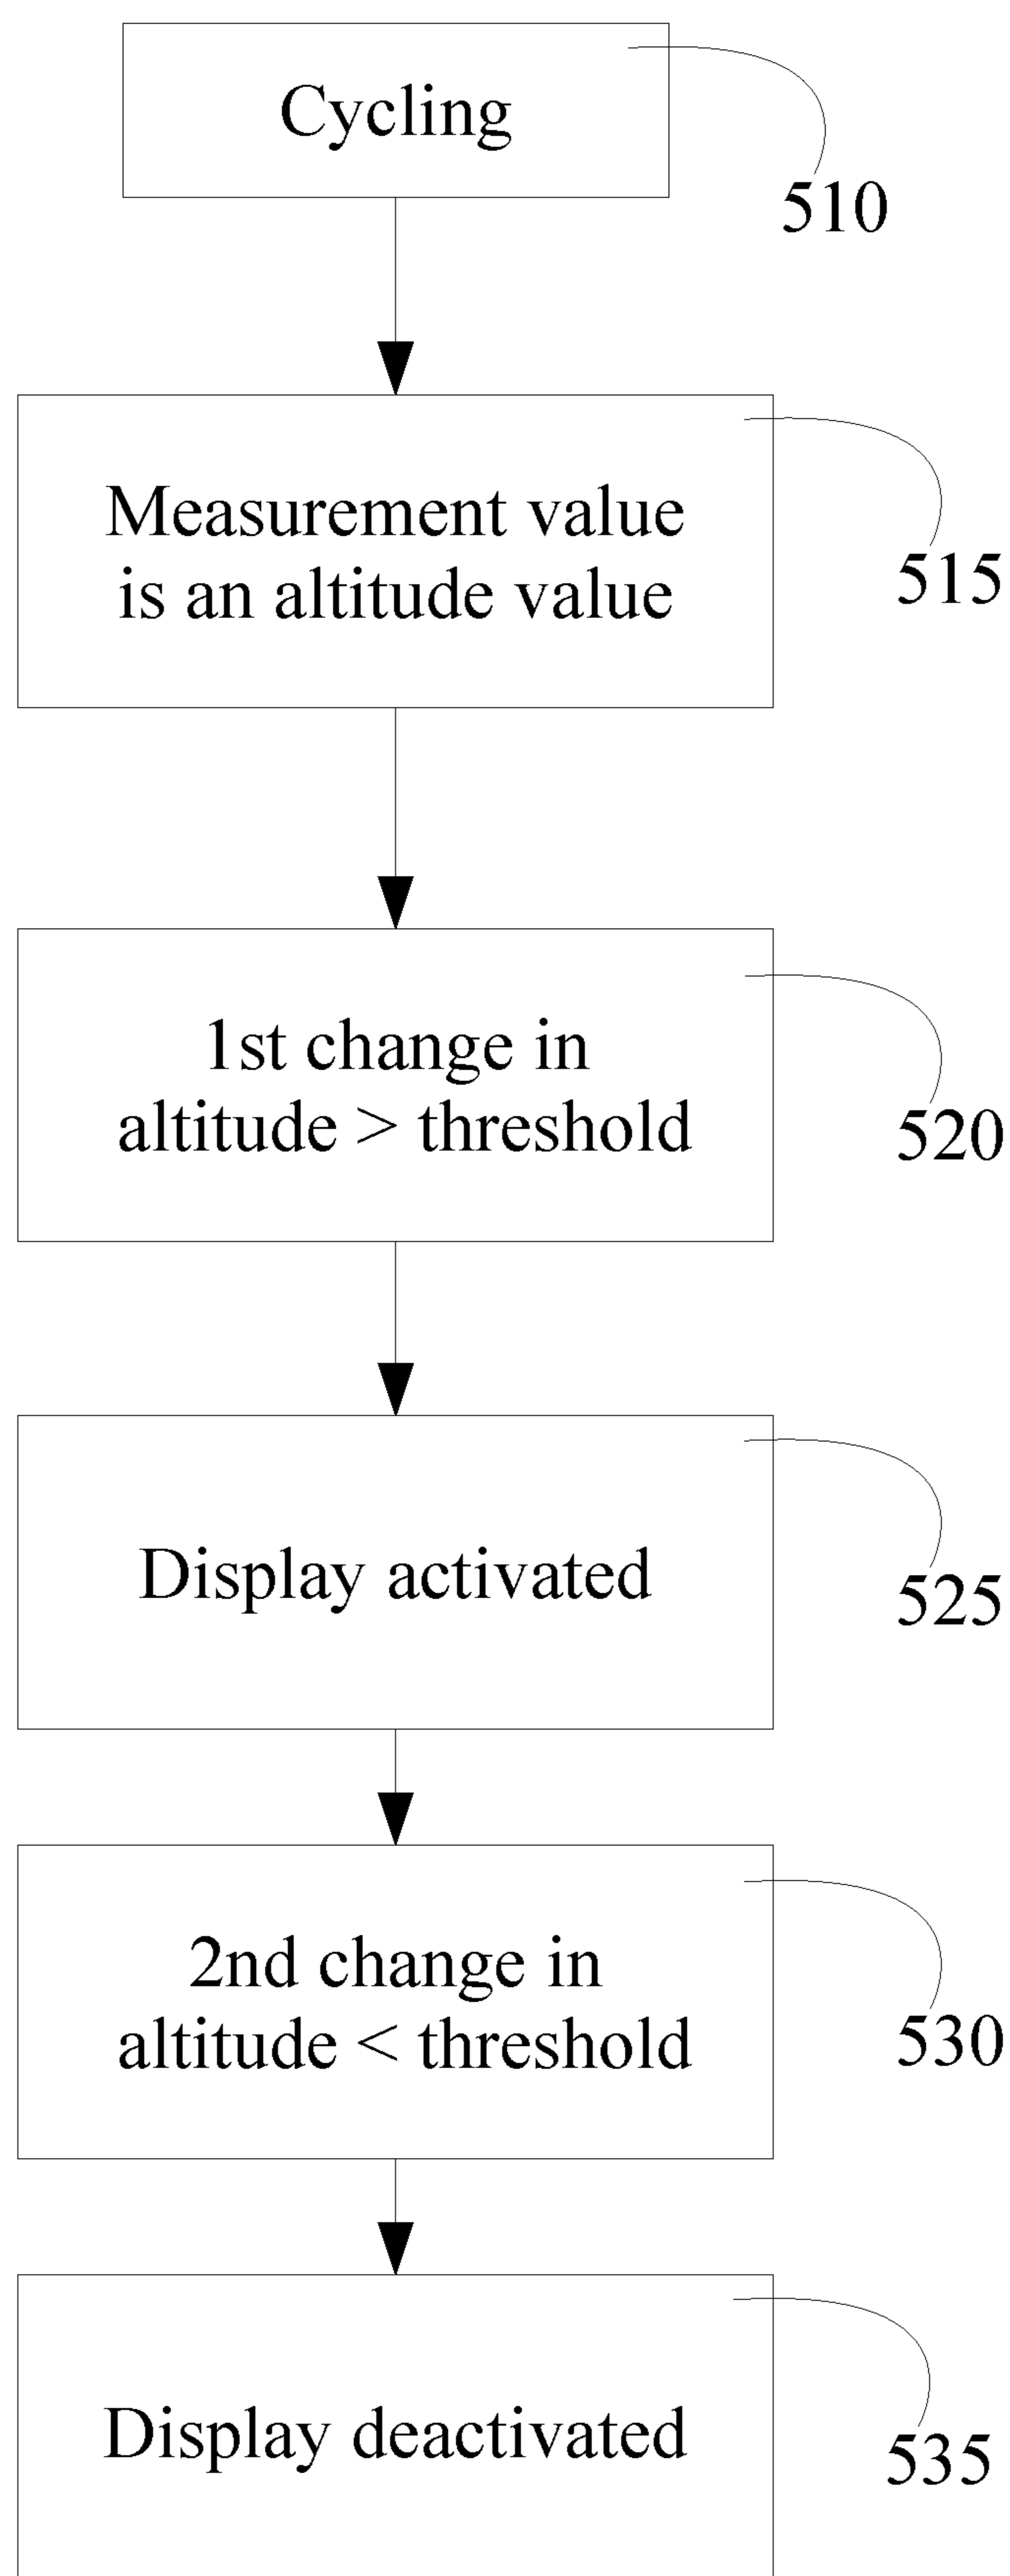 Cycling
510
Measurement value
is an altitude value
515
1st change in
altitude > threshold
520
Display activated
525
2nd change in
altitude < threshold
530
Display deactivated
535